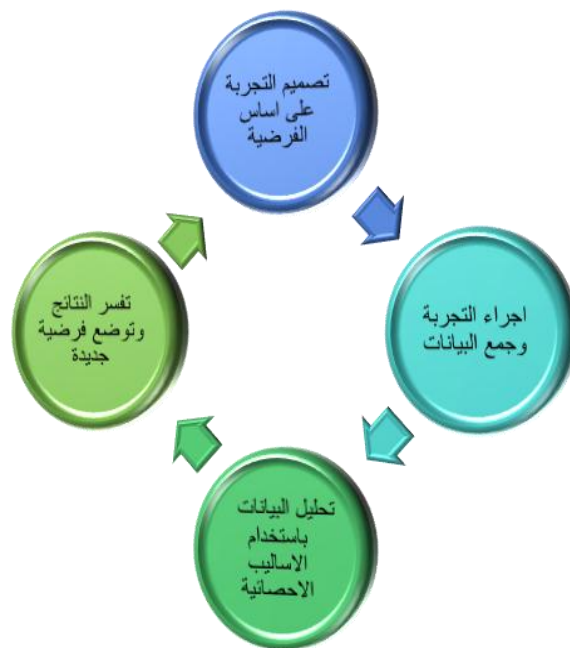 تصميم التجربة
على اساس
الفرضية
اجراء التجربة
وجمع البيانات
تحليل البيانات
باستخدام
الاساليب
الاحصائية
تفسر النتائج
وتوضع فرضية
جديدة